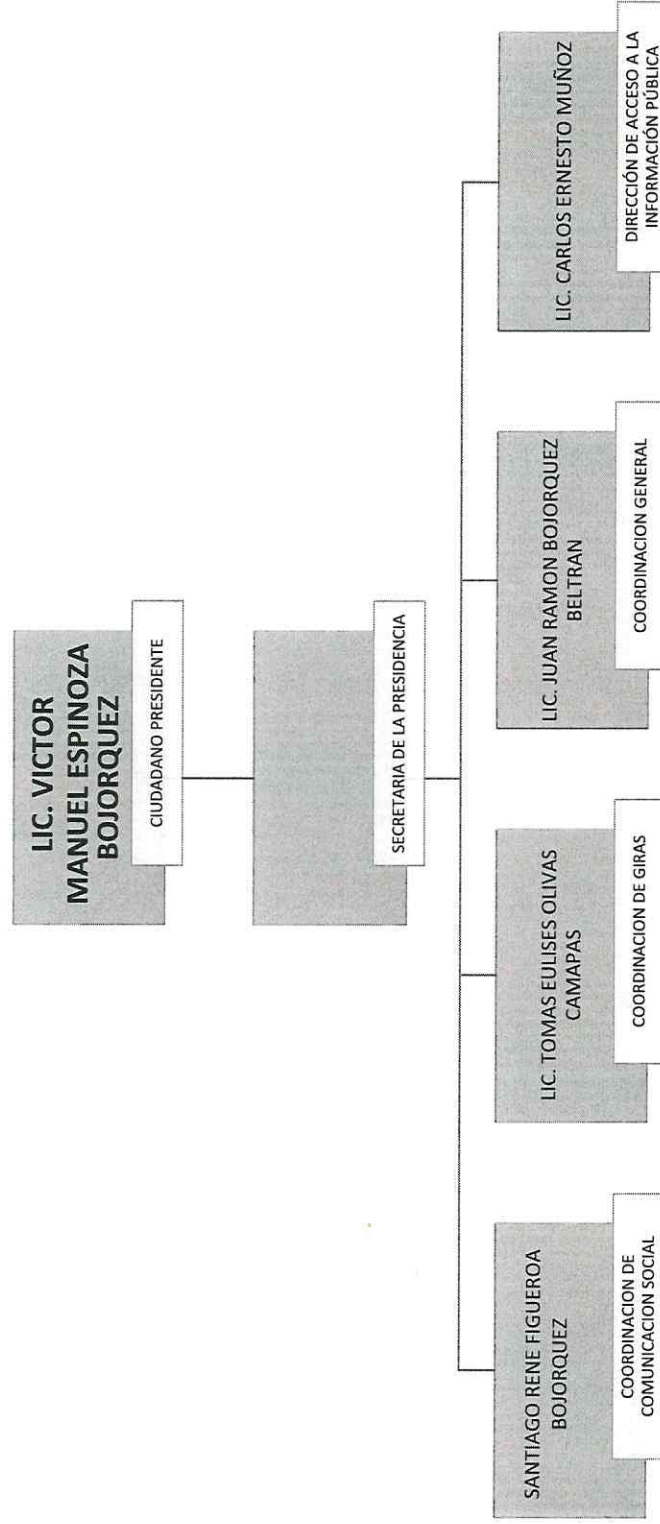 LIC. VICTOR
MANUEL ESPINOZA
BOJORQUEZ
CIUDADANO PRESIDENTE
SECRETARIA DE LA PRESIDENCIA
SANTIAGO RENE FIGUEROA
BOJORQUEZ
COORDINACION DE
COMUNICACION SOCIAL
LIC. TOMAS EULISES OLIVAS
CAMAPAS
COORDINACION DE GIRAS
LIC. JUAN RAMON BOJORQUEZ
BELTRAN
COORDINACION GENERAL
LIC. CARLOS ERNESTO MUÑOZ
DIRECCIÓN DE ACCESO A LA
INFORMACIÓN PÚBLICA